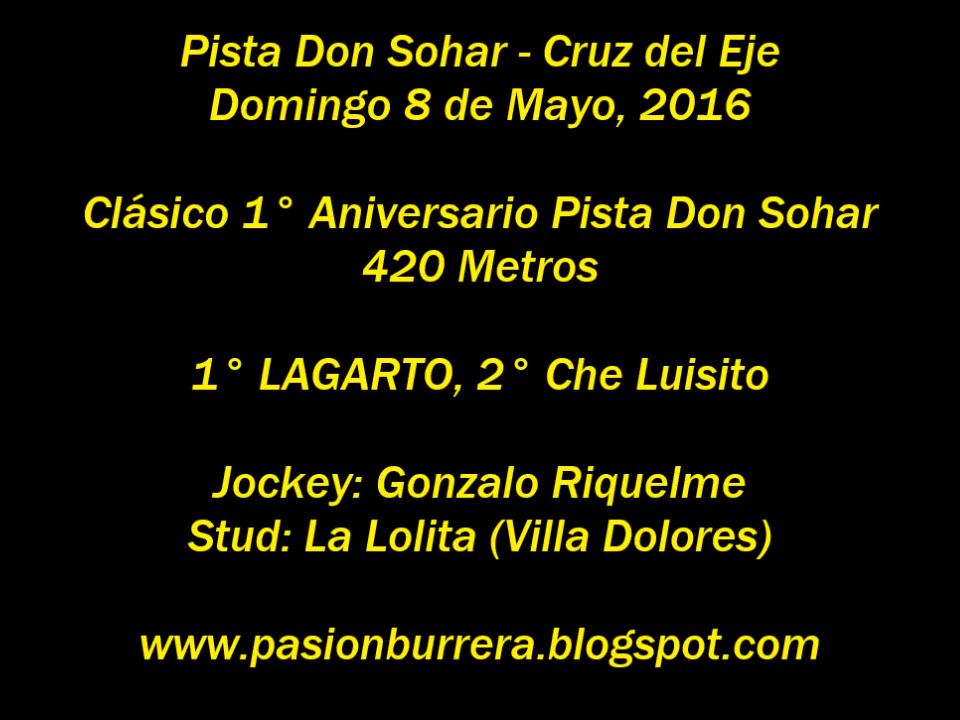 Pista Don Sohar - Cruz del Eje
Domingo 8 de Mayo, 2016
Clásico 1° Aniversario Pista Don Sohar
420 Metros
1° LAGARTO, 2° Che Luisito
Jockey: Gonzalo Riquelme
Stud: La Lolita (Villa Dolores)
www.pasionburrera.blogspot.com